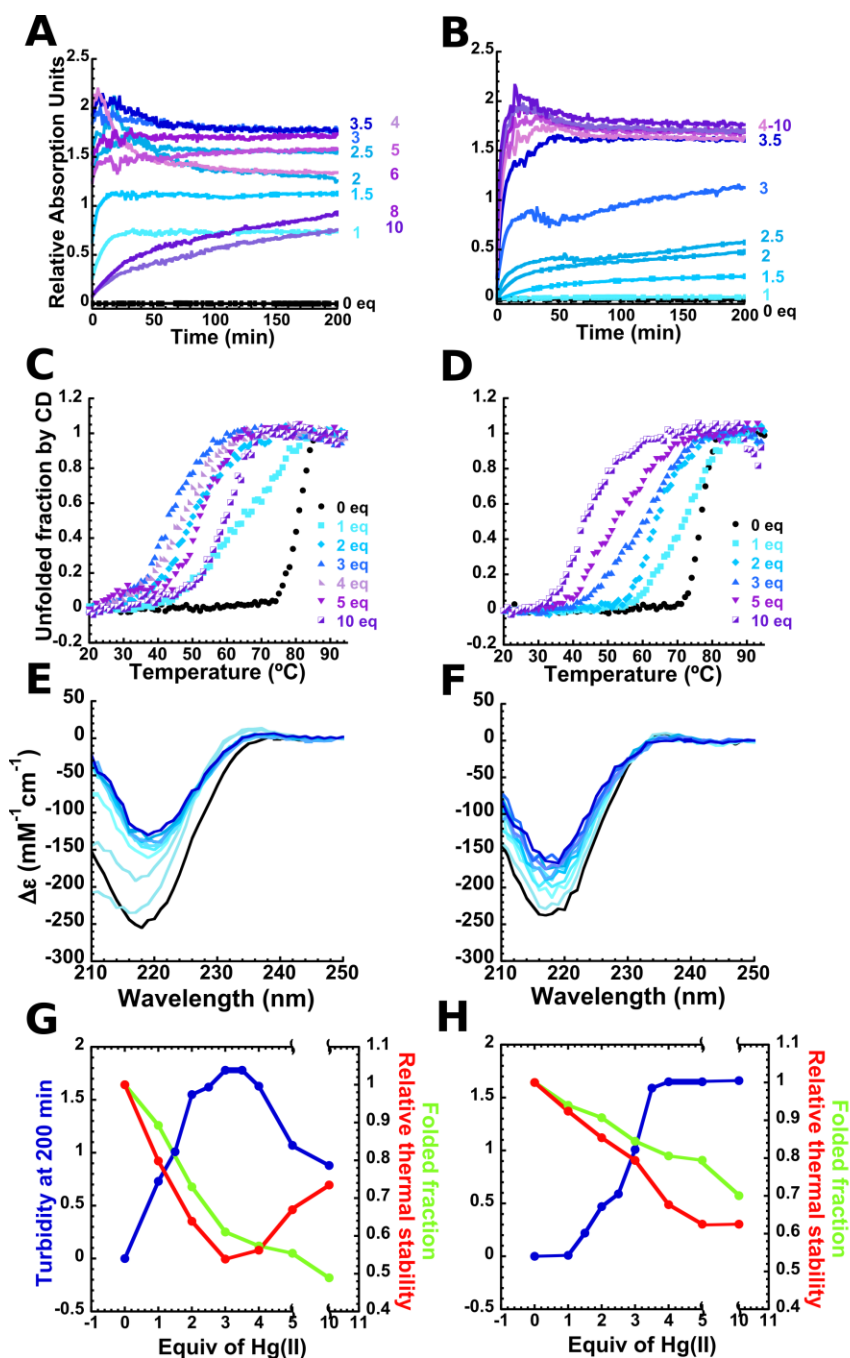 A
Relative Absorption Units
2.5
2
1.5
1
0.5
0
0 50 100 150 200
Time (min)
3.5
3
2.5
2
1.5
1
4
5
6
8
10
0 eq
B
2.5
2
1.5
1
0.5
0
0 50 100 150 200
Time (min)
4-10
3.5
3
2.5
2
1.5
1
0 eq
C
Unfolded fraction by CD
1.2
1
0.8
0.6
0.4
0.2
0
-0.2
20 30 40 50 60 70 80 90
Temperature (ºC)
0 eq
1 eq
2 eq
3 eq
4 eq
5 eq
10 eq
D
1.2
1
0.8
0.6
0.4
0.2
0
-0.2
20 30 40 50 60 70 80 90
Temperature (ºC)
0 eq
1 eq
2 eq
3 eq
5 eq
10 eq
E
Δε (mM⁻¹cm⁻¹)
50
0
-50
-100
-150
-200
-250
-300
210 220 230 240 250
Wavelength (nm)
F
50
0
-50
-100
-150
-200
-250
-300
210 220 230 240 250
Wavelength (nm)
G
Turbidity at 200 min
2
1.5
1
0.5
0
-0.5
-1 0 1 2 3 4 5 10 11
Equiv of Hg(II)
1.1
1
0.9
0.8
0.7
0.6
0.5
0.4
Relative thermal stability
Folded fraction
H
2
1.5
1
0.5
0
-0.5
-1 0 1 2 3 4 5 10 11
Equiv of Hg(II)
1.1
1
0.9
0.8
0.7
0.6
0.5
0.4
Relative thermal stability
Folded fraction